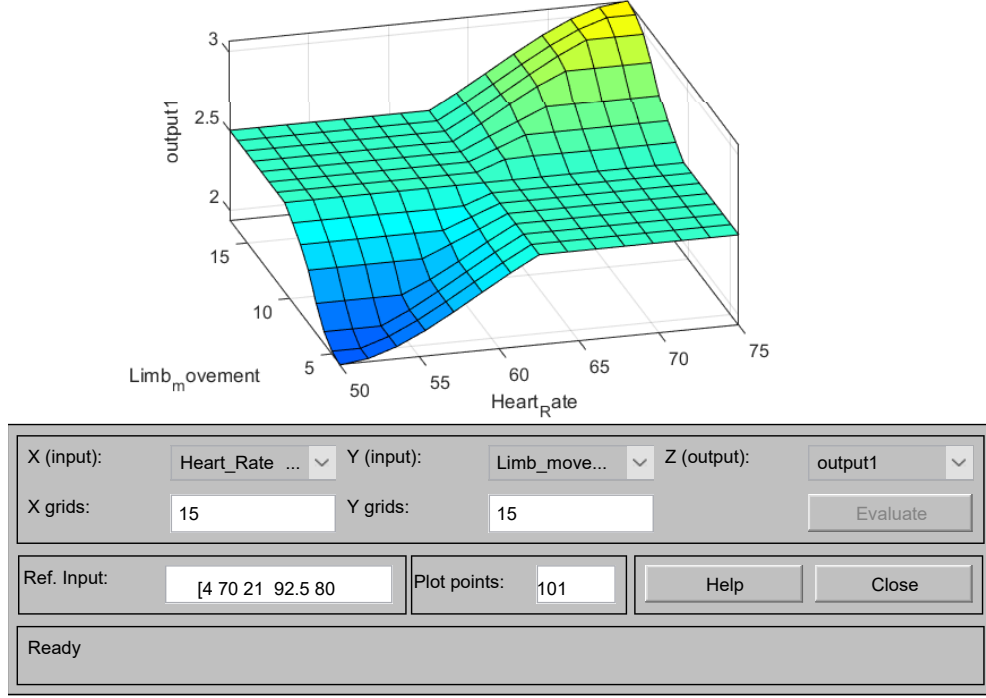 3
2.5
2
output1
15
10
5
Limb_movement
50
55
60
65
70
75
Heart_Rate
X (input): Heart_Rate ... Y (input): Limb_move... Z (output): output1
X grids: 15 Y grids: 15 Evaluate
Ref. Input: [4 70 21 92.5 80 Plot points: 101 Help Close
Ready